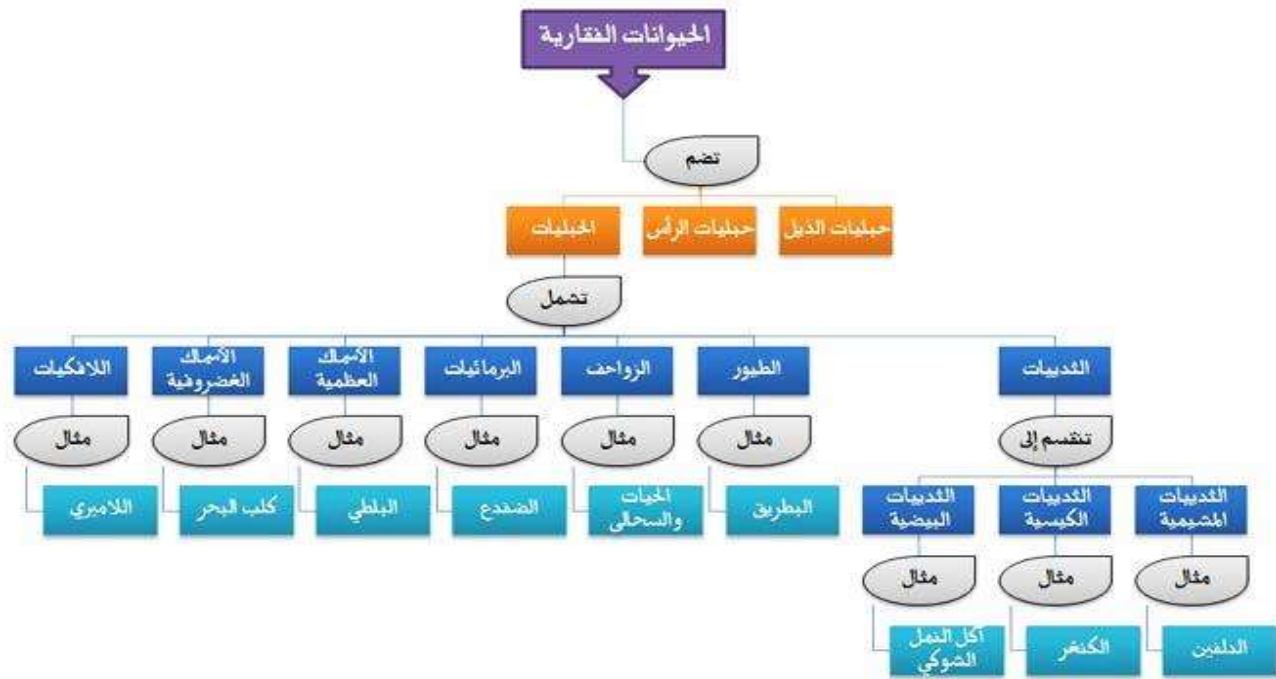 الحيوانات الفقارية
تضم
حبليات الذيل
حبليات الرأس
الحبليات
تشمل
الثدييات
الطيور
الزواحف
البرمائيات
الأسماك
العظمية
الأسماك
الغضروفية
اللافكيات
تنقسم إلى
مثال
مثال
مثال
مثال
مثال
مثال
الثدييات
المشيمية
الثدييات
الكيسية
الثدييات
البيضية
البطريق
الحيات
والسحالى
الضفدع
البلطي
كلب البحر
اللامبري
مثال
مثال
مثال
الدلفين
الكنغر
آكل النمل
الشوكي